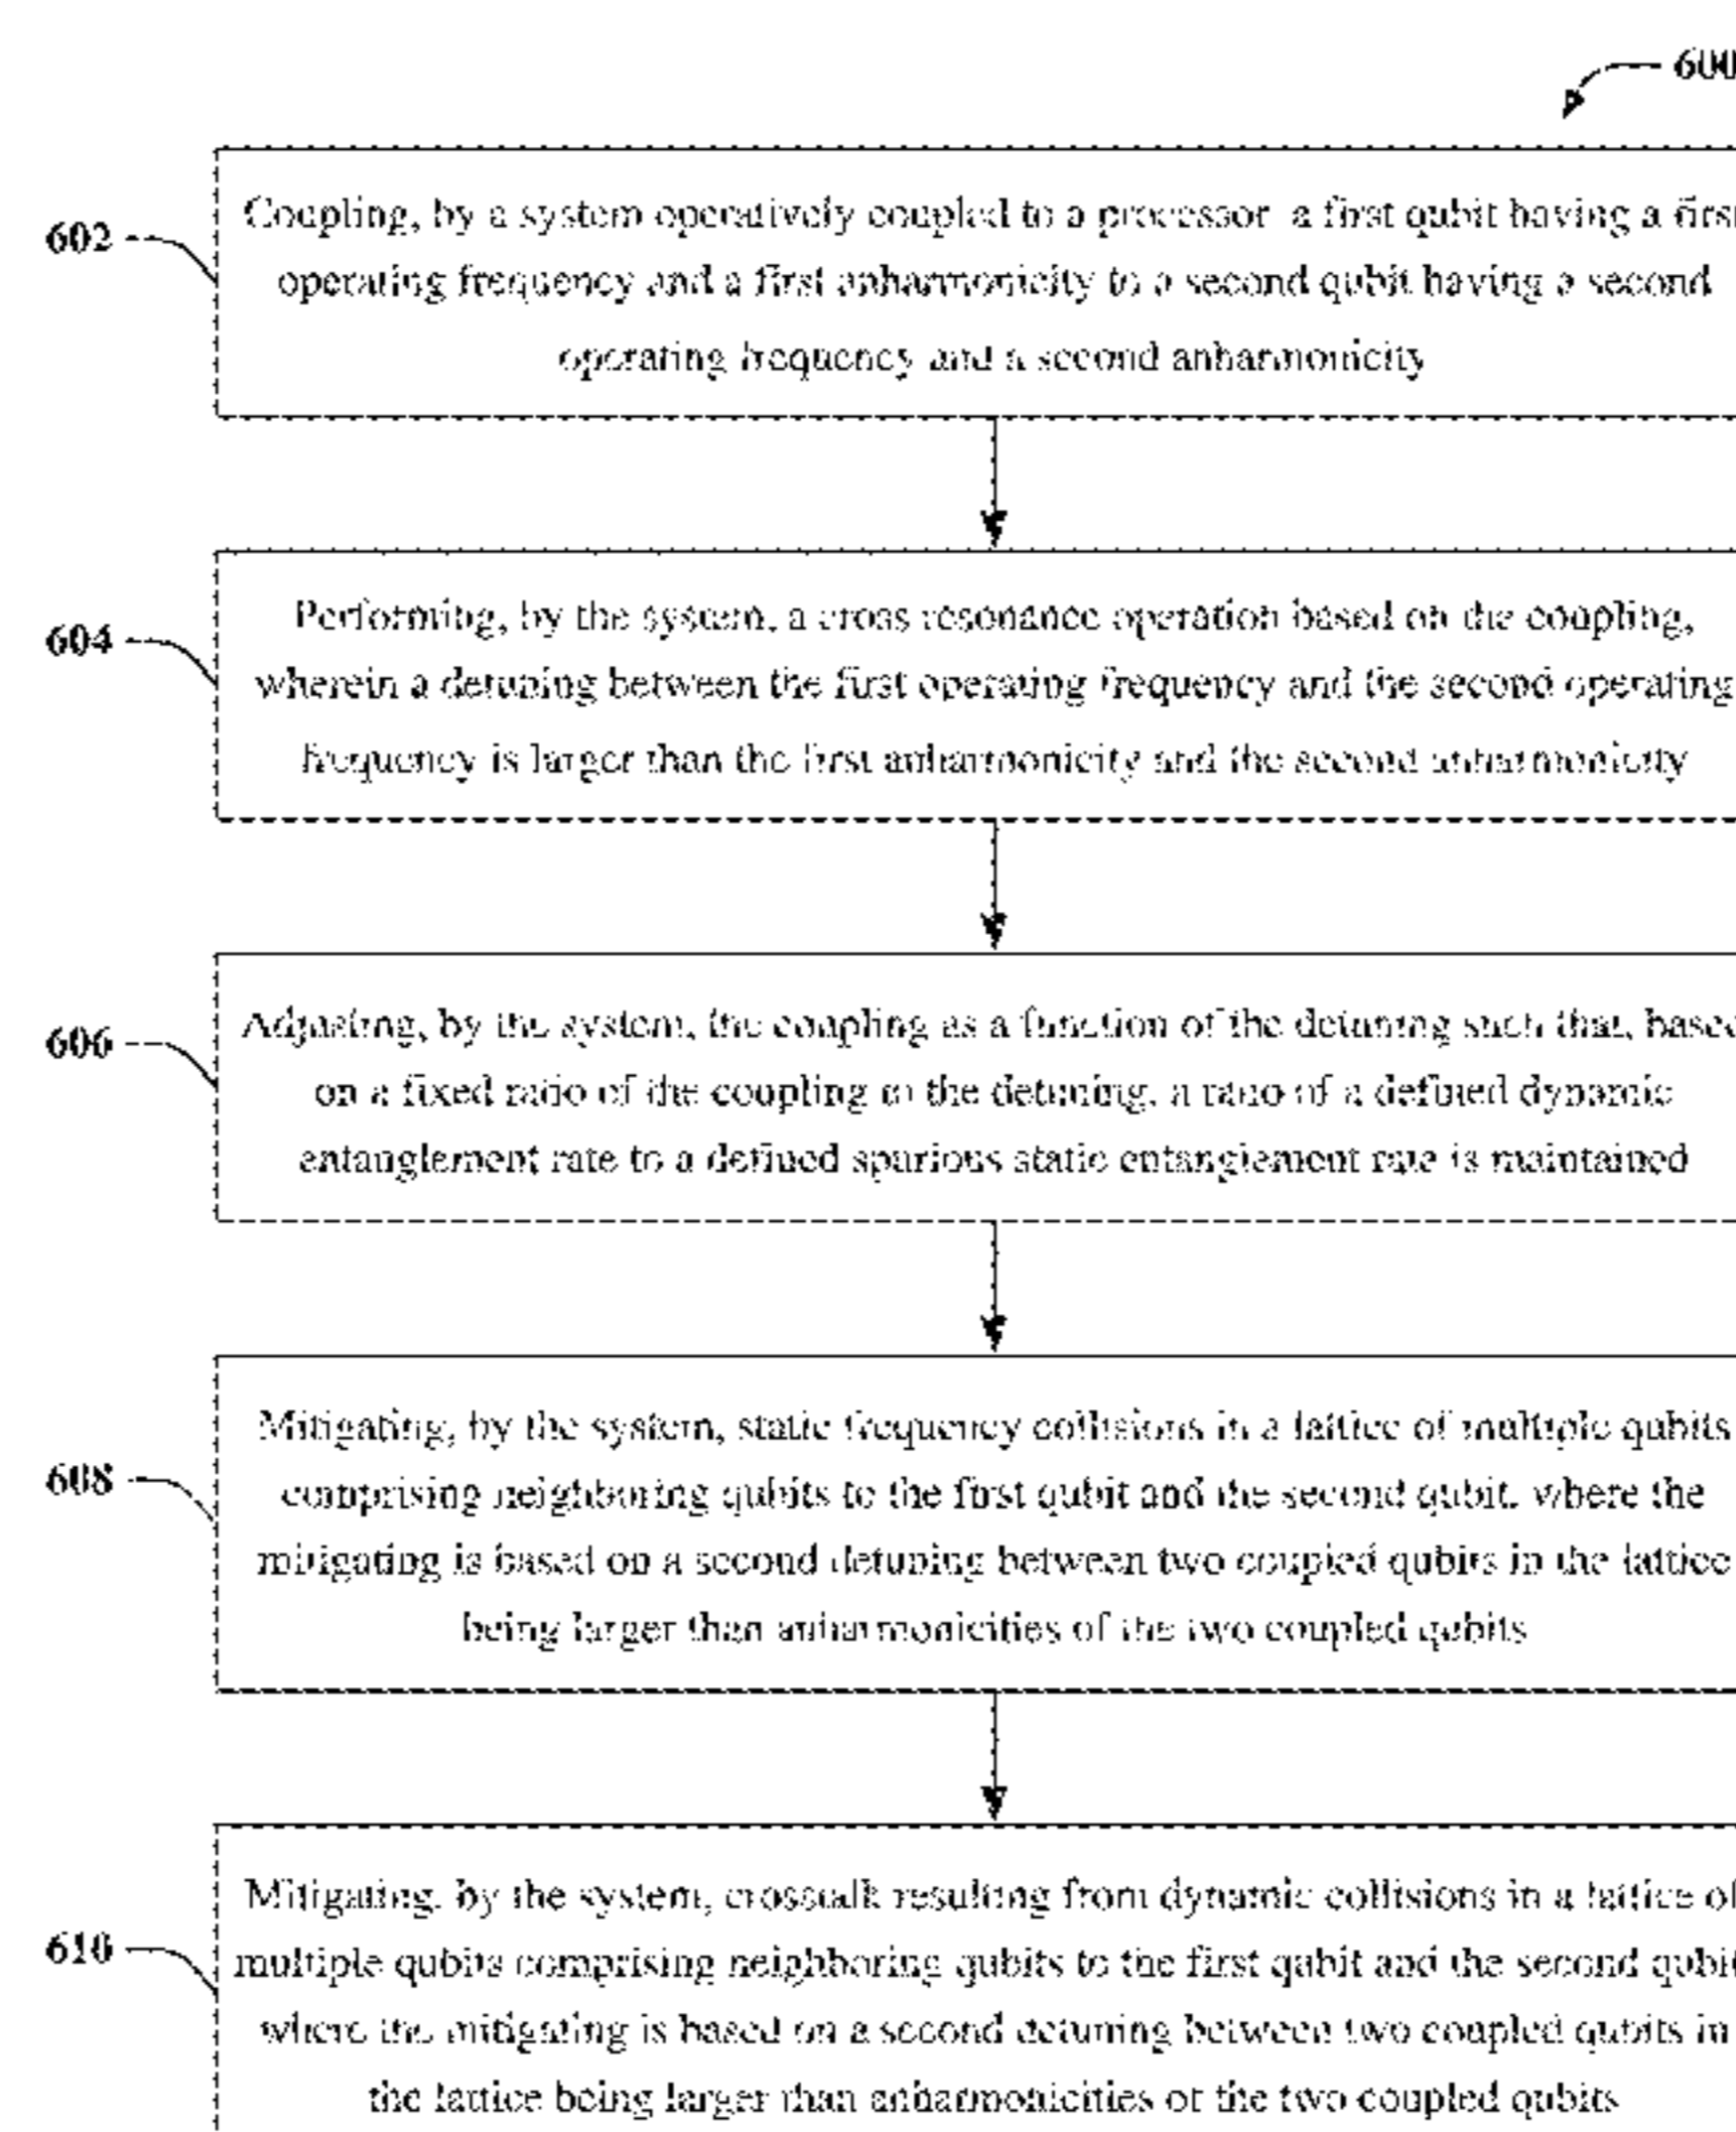 600
602
Coupling, by a system operatively coupled to a processor a first qubit having a first
operating frequency and a first anharmonicity to a second qubit having a second
operating frequency and a second anharmonicity
604
Performing, by the system, a cross resonance operation based on the coupling,
wherein a detuning between the first operating frequency and the second operating
frequency is larger than the first anharmonicity and the second anharmonicity
606
Adjusting, by the system, the coupling as a function of the detuning such that, based
on a fixed ratio of the coupling to the detuning, a ratio of a defined dynamic
entanglement rate to a defined spurious static entanglement rate is maintained
608
Mitigating, by the system, static frequency collisions in a lattice of multiple qubits
comprising neighboring qubits to the first qubit and the second qubit, where the
mitigating is based on a second detuning between two coupled qubits in the lattice
being larger than anharmonicities of the two coupled qubits
610
Mitigating, by the system, crosstalk resulting from dynamic collisions in a lattice of
multiple qubits comprising neighboring qubits to the first qubit and the second qubit
where the mitigating is based on a second detuning between two coupled qubits in
the lattice being larger than anharmonicities of the two coupled qubits